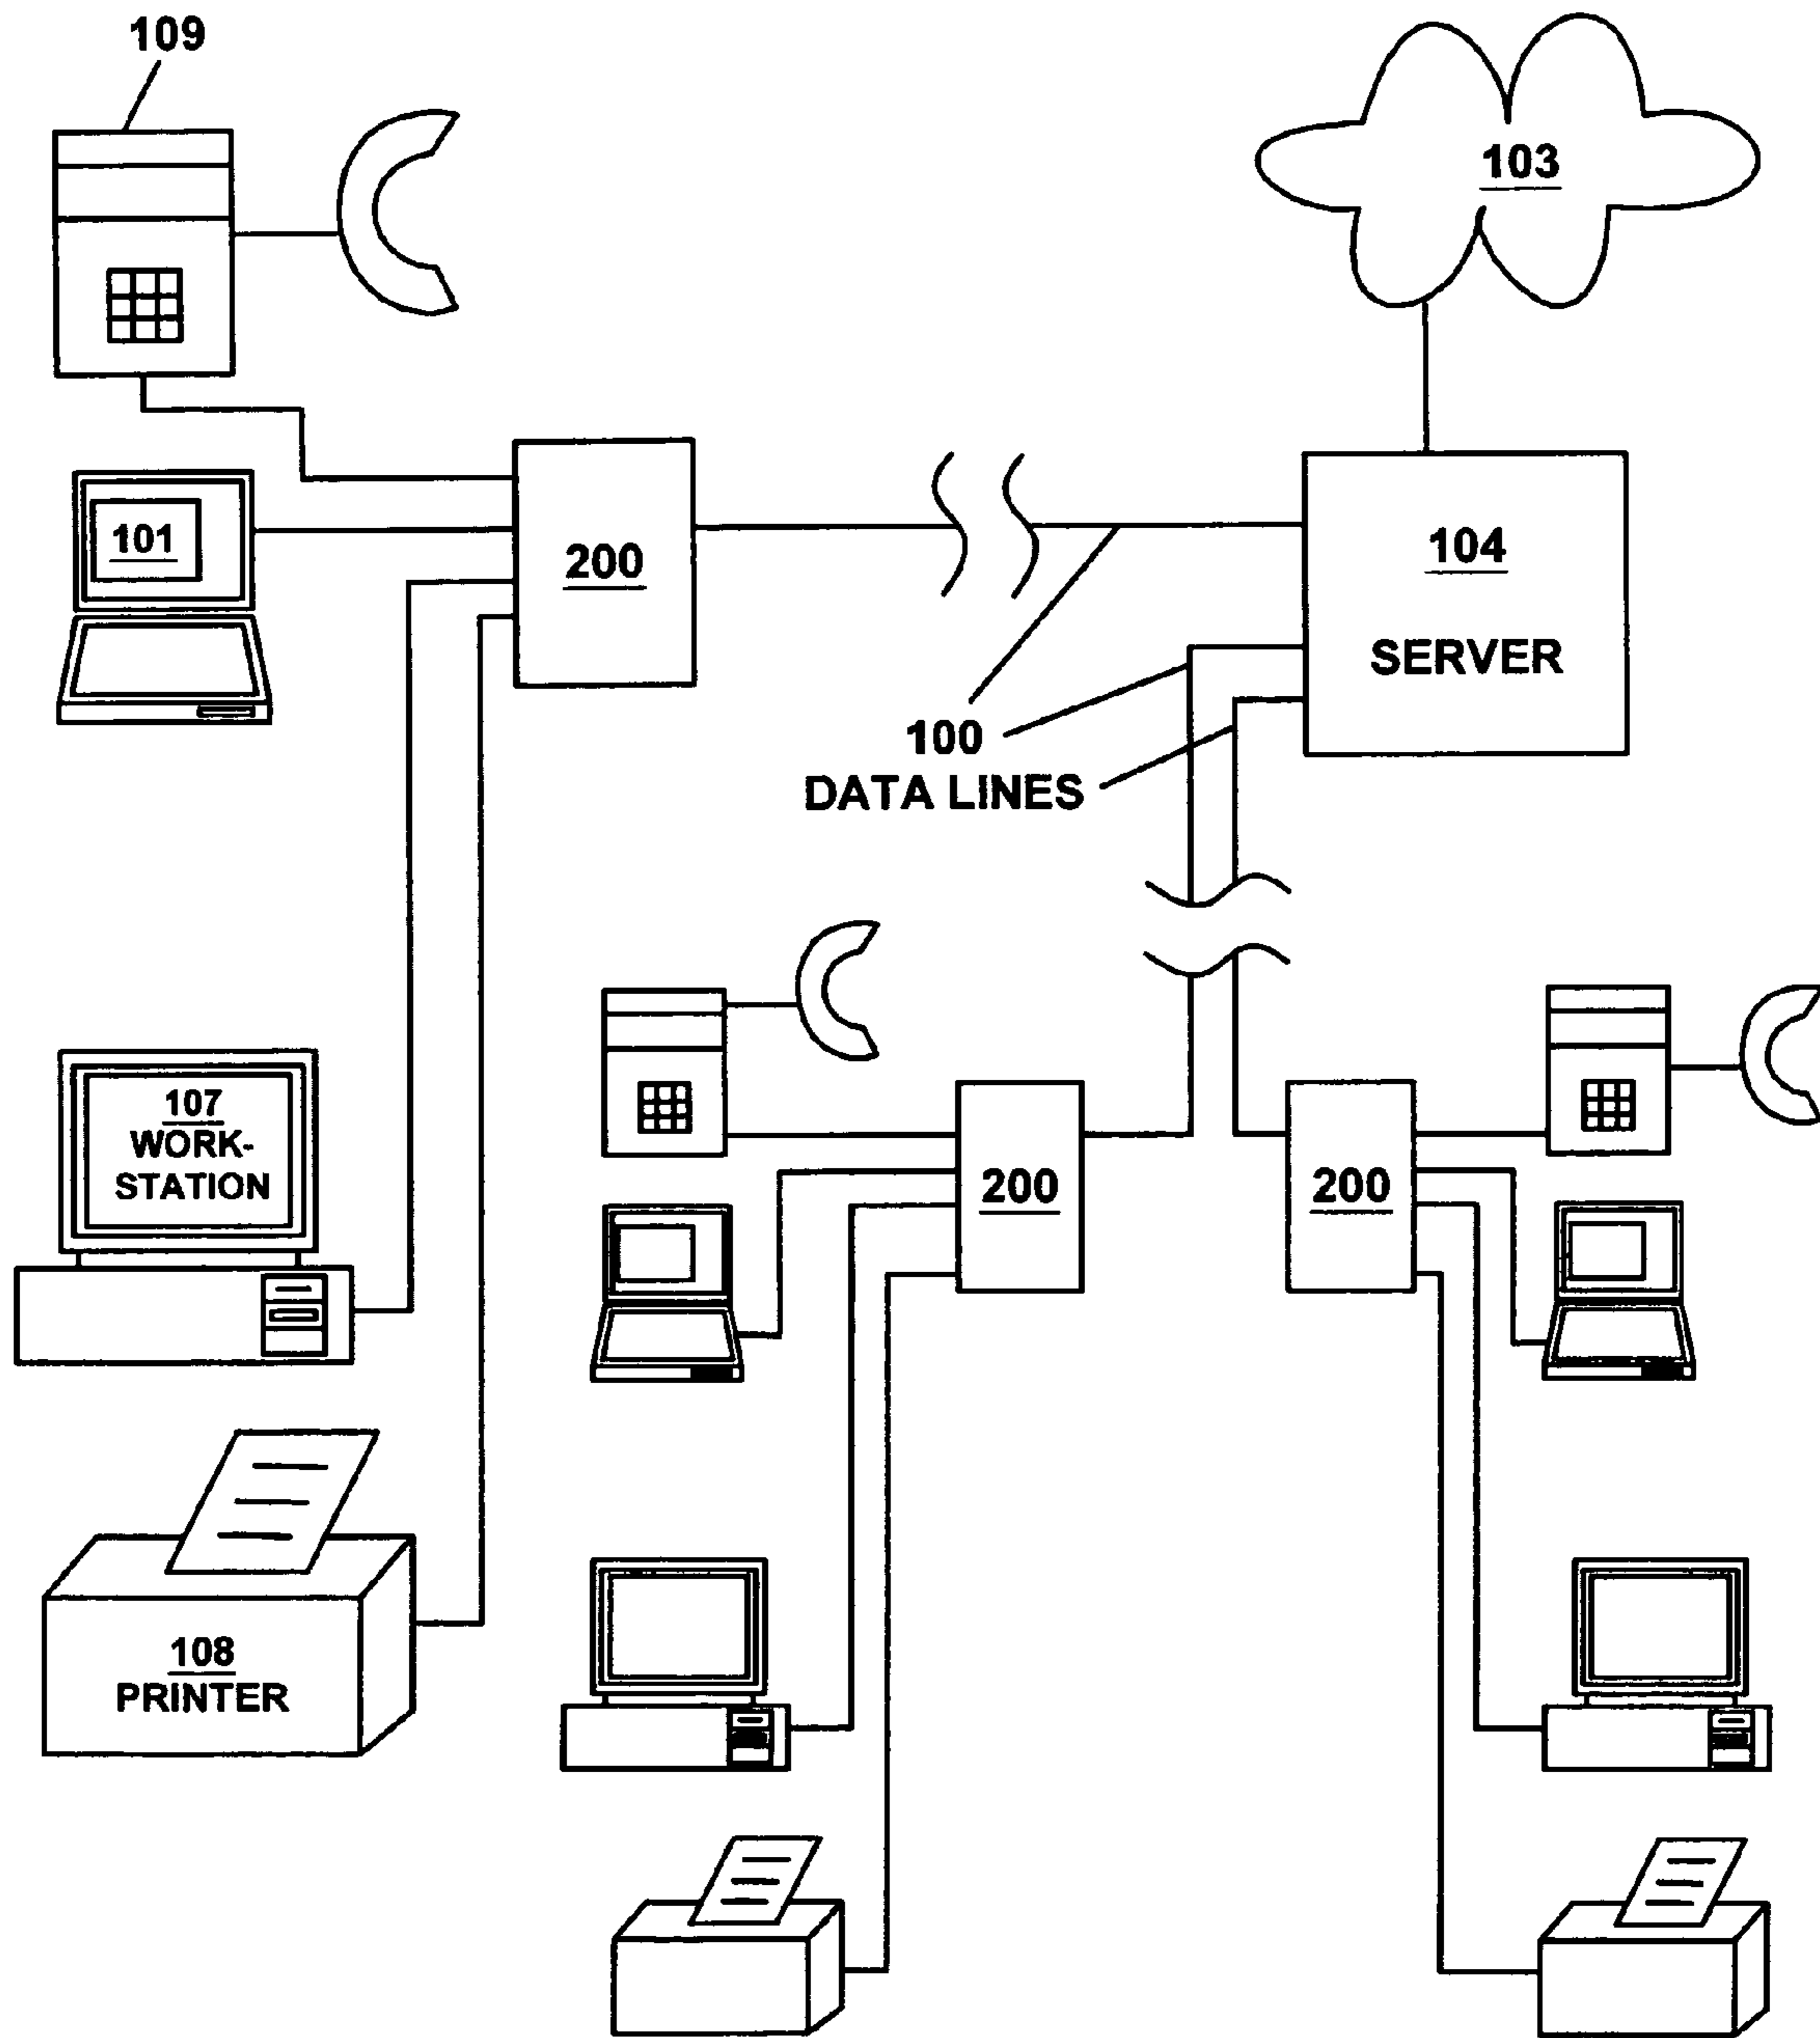 109
103
101
200
104
SERVER
100
DATA LINES
107
WORK-
STATION
200
200
108
PRINTER